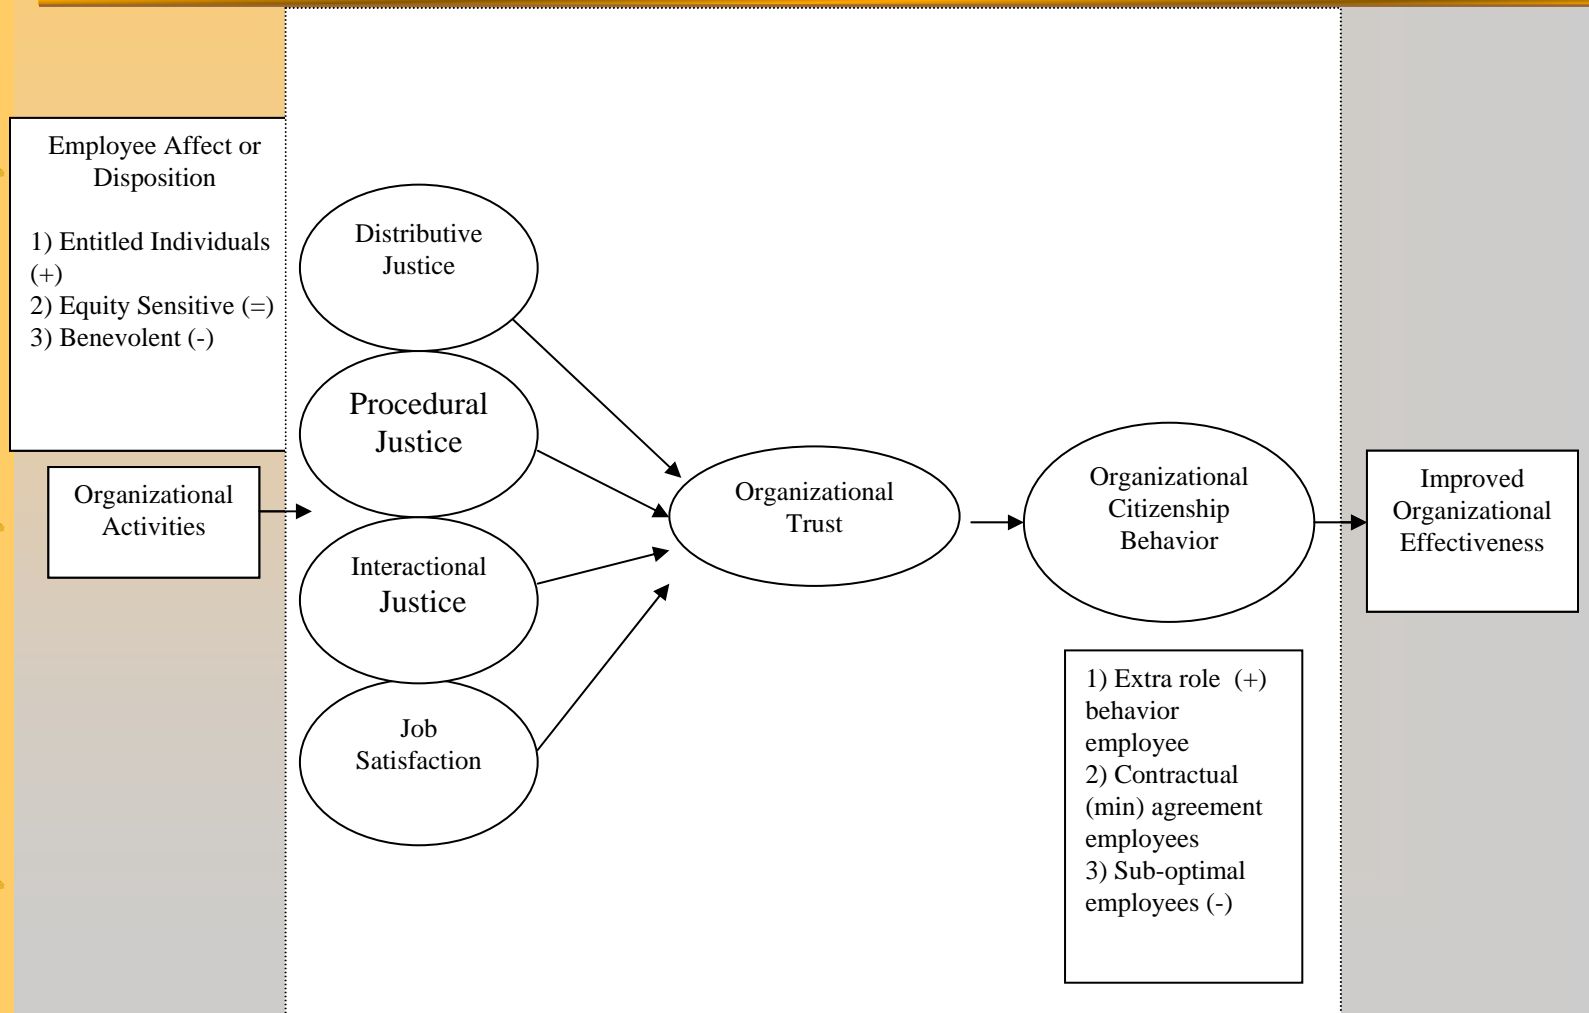 Employee Affect or
Disposition
1) Entitled Individuals
(+)
2) Equity Sensitive (=)
3) Benevolent (-)
Organizational
Activities
Distributive
Justice
Procedural
Justice
Interactional
Justice
Job
Satisfaction
Organizational
Trust
Organizational
Citizenship
Behavior
1) Extra role (+)
behavior
employee
2) Contractual
(min) agreement
employees
3) Sub-optimal
employees (-)
Improved
Organizational
Effectiveness